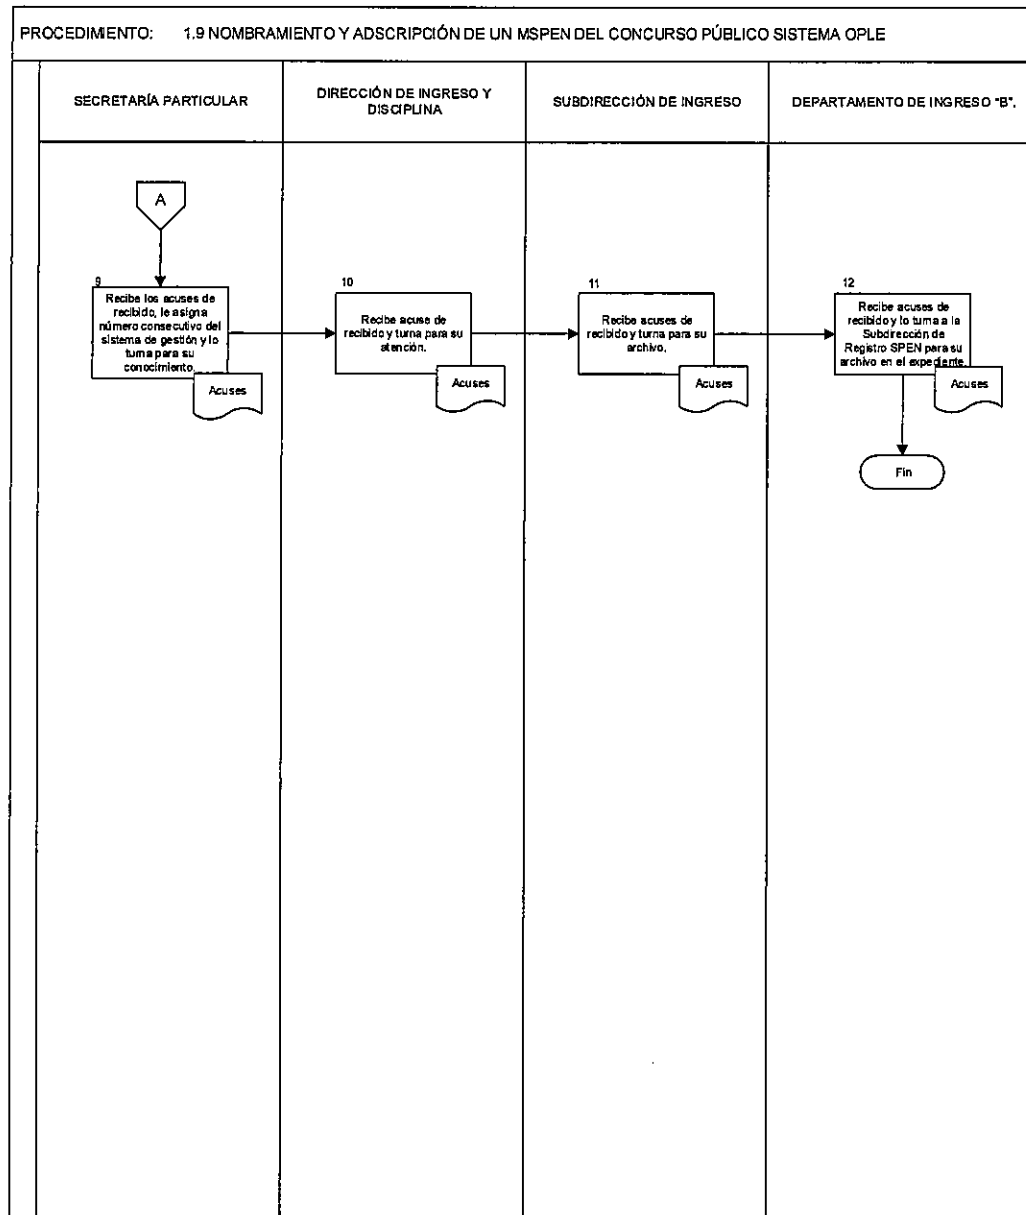 PROCEDIMIENTO: 1.9 NOMBRAMIENTO Y ADSCRIPCIÓN DE UN MSPEN DEL CONCURSO PÚBLICO SISTEMA OPLE
SECRETARÍA PARTICULAR
DIRECCIÓN DE INGRESO Y
DISCIPLINA
SUBDIRECCIÓN DE INGRESO
DEPARTAMENTO DE INGRESO "B".
A
9
Recibe los acuses de
recibido, le asigna
número consecutivo del
sistema de gestión y lo
turna para su
conocimiento.
Acuses
10
Recibe acuse de
recibido y turna para su
atención.
Acuses
11
Recibe acuses de
recibido y turna para su
archivo.
Acuses
12
Recibe acuses de
recibido y lo turna a la
Subdirección de
Registro SPEN para su
archivo en el expediente.
Acuses
Fin